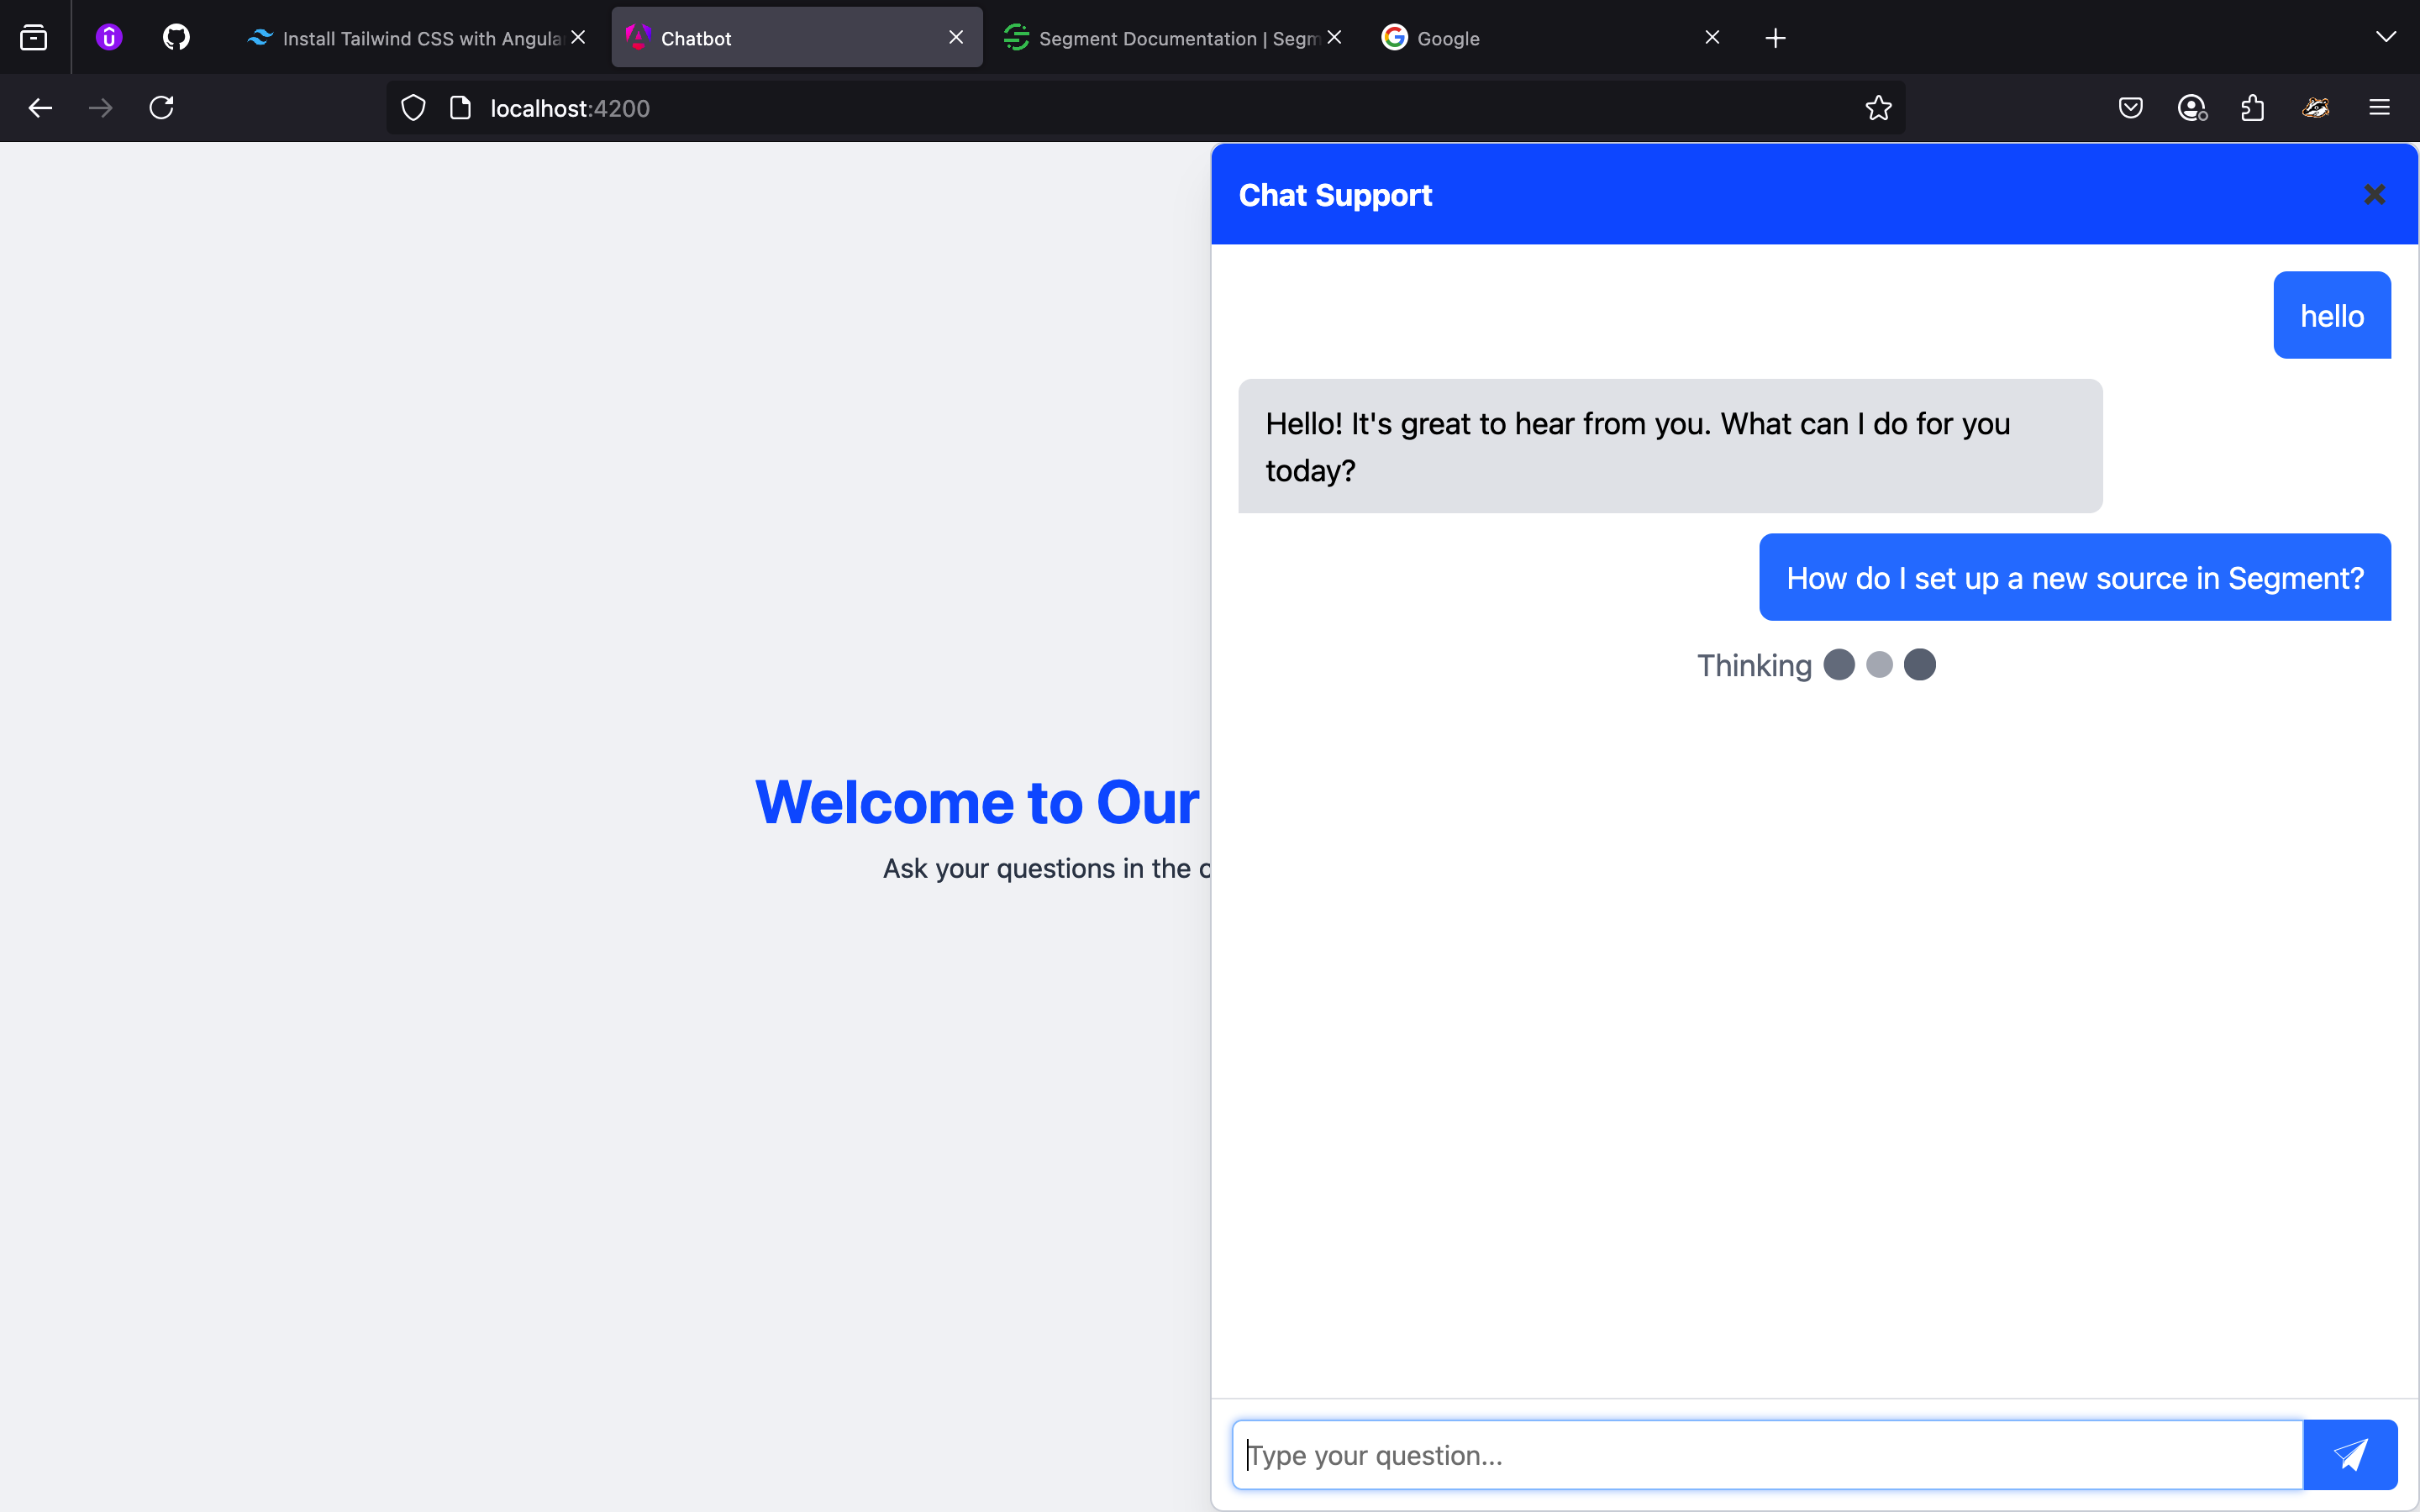 Install Tailwind CSS with Angula
Chatbot
Segment Documentation | Segm
Google
localhost:4200
Chat Support
hello
Hello! It's great to hear from you. What can I do for you
today?
How do I set up a new source in Segment?
Thinking
Welcome to Our
Ask your questions in the c
Type your question...